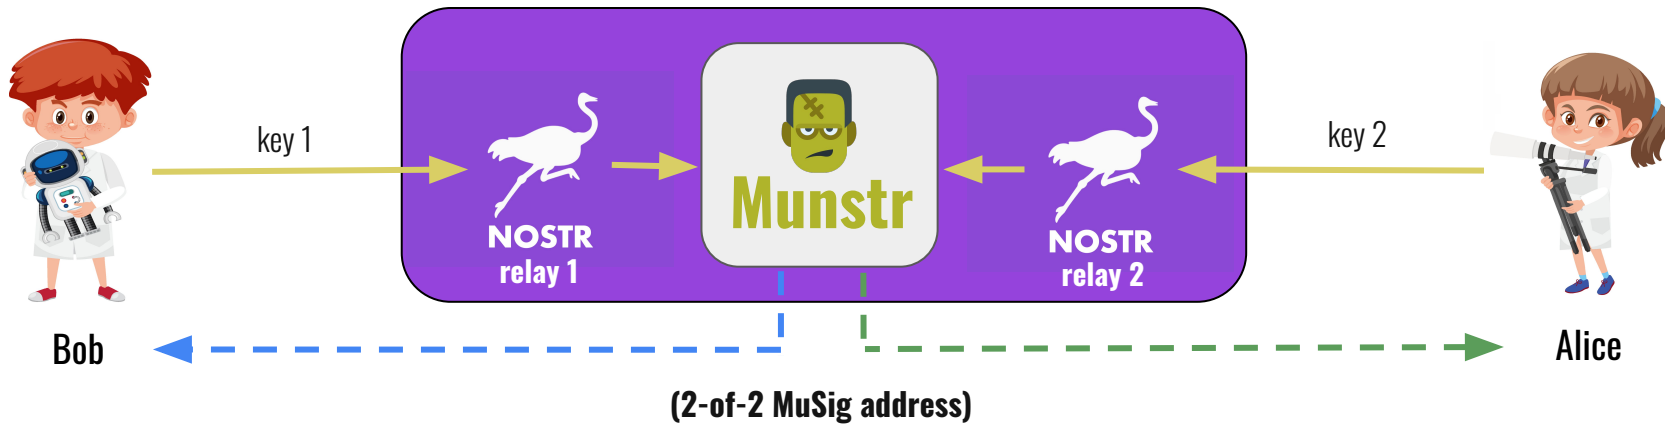 key 1
key 2
Munstr
NOSTR
relay 1
NOSTR
relay 2
Bob
Alice
(2-of-2 MuSig address)